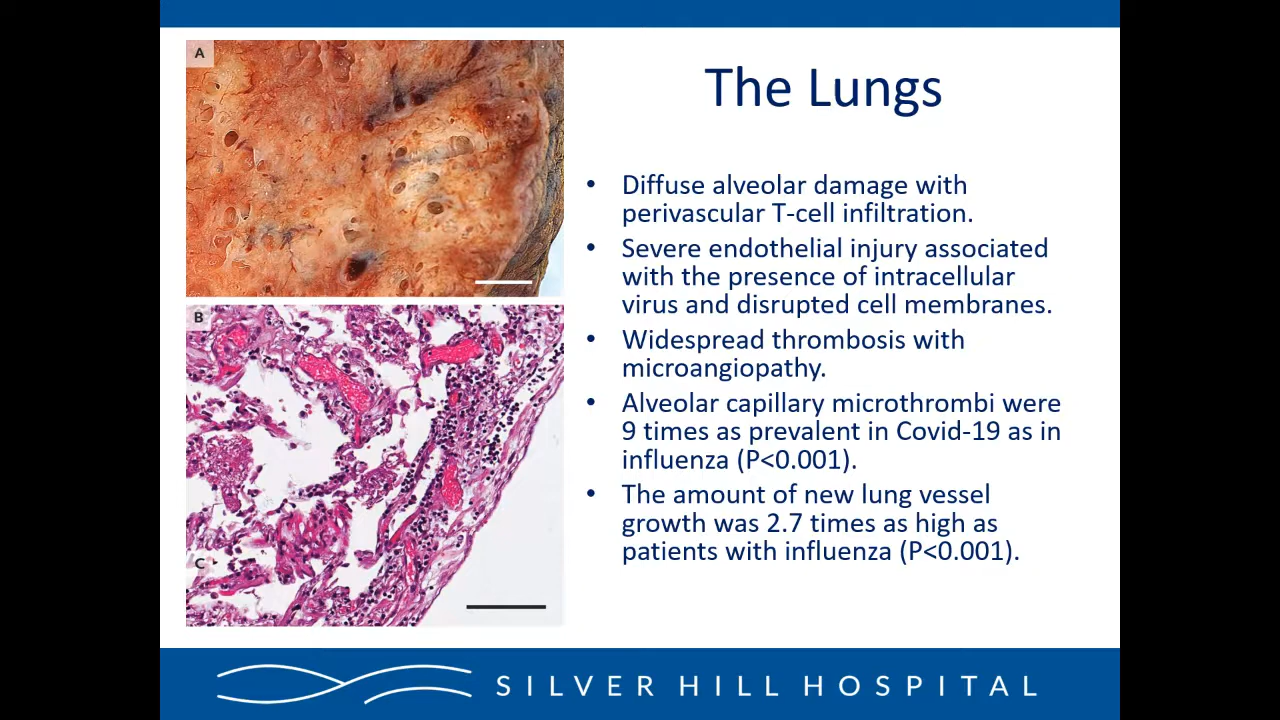 A
B
C
The Lungs
• Diffuse alveolar damage with
perivascular T-cell infiltration.
• Severe endothelial injury associated
with the presence of intracellular
virus and disrupted cell membranes.
• Widespread thrombosis with
microangiopathy.
• Alveolar capillary microthrombi were
9 times as prevalent in Covid-19 as in
influenza (P<0.001).
• The amount of new lung vessel
growth was 2.7 times as high as
patients with influenza (P<0.001).
SILVER HILL HOSPITAL